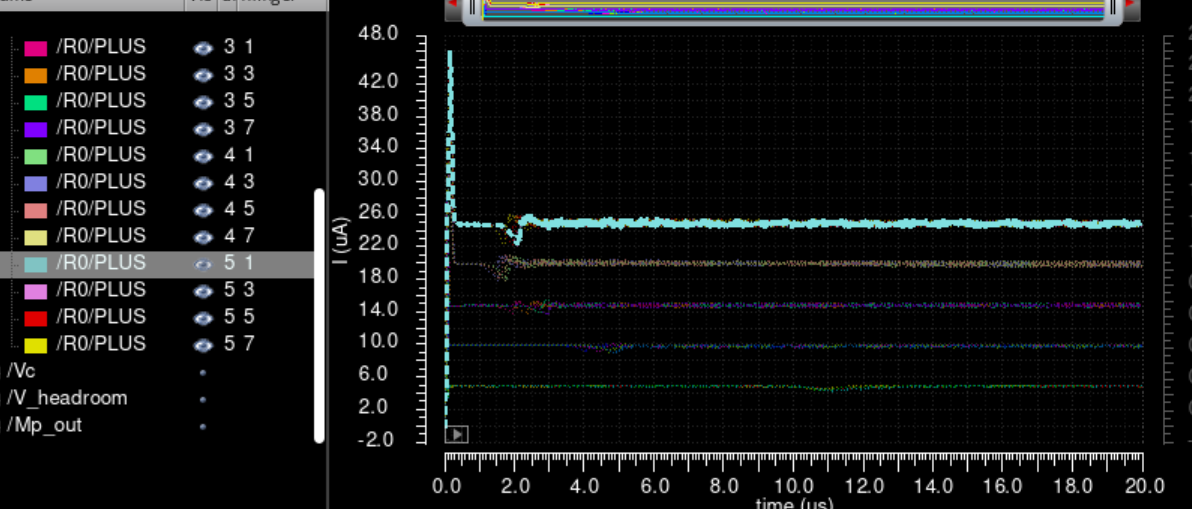 /R0/PLUS 3 1
/R0/PLUS 3 3
/R0/PLUS 3 5
/R0/PLUS 3 7
/R0/PLUS 4 1
/R0/PLUS 4 3
/R0/PLUS 4 5
/R0/PLUS 4 7
/R0/PLUS 5 1
/R0/PLUS 5 3
/R0/PLUS 5 5
/R0/PLUS 5 7
/Vc
/V_headroom
/Mp_out
I (uA)
48.0
42.0
38.0
34.0
30.0
26.0
22.0
18.0
14.0
10.0
6.0
2.0
-2.0
0.0 2.0 4.0 6.0 8.0 10.0 12.0 14.0 16.0 18.0 20.0
time (us)